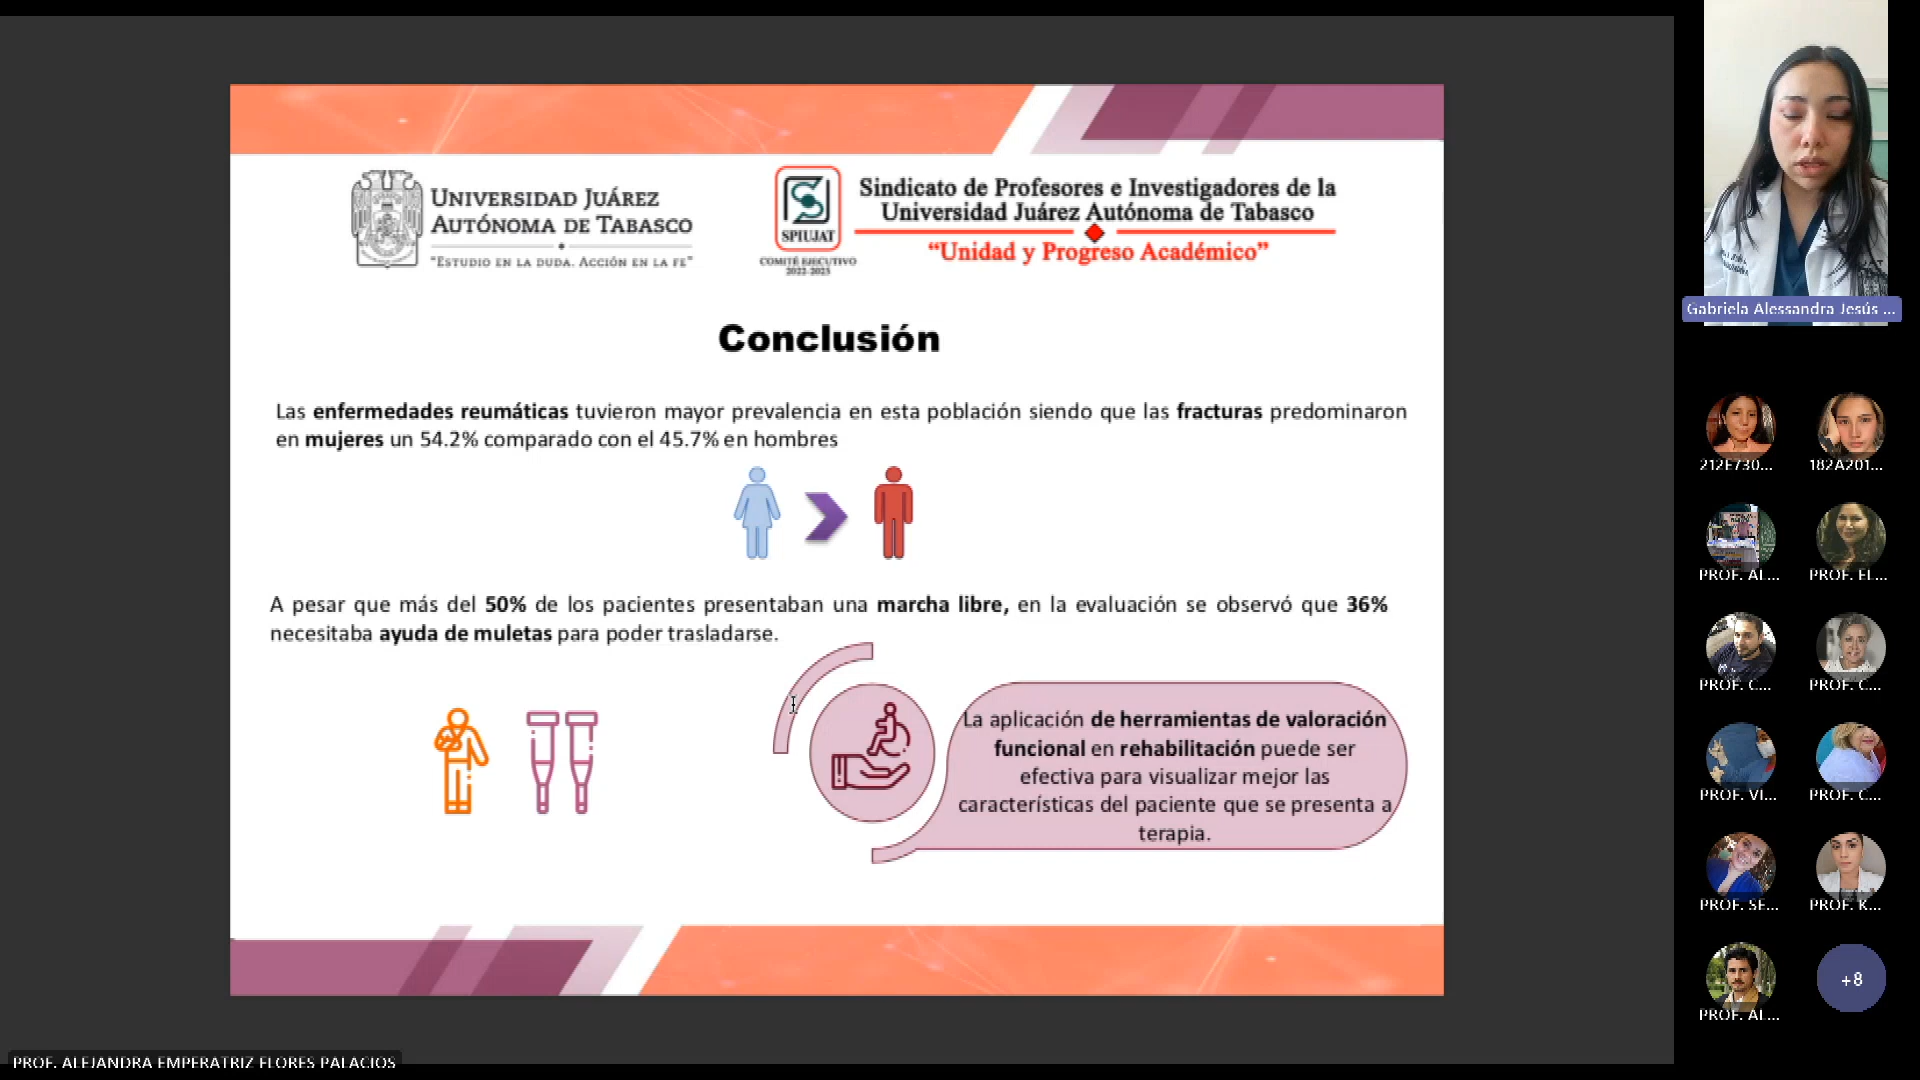 UNIVERSIDAD JUÁREZ
AUTÓNOMA DE TABASCO
"ESTUDIO EN LA DUDA. ACCIÓN EN LA FE"
SPIUJAT
COMITÉ EJECUTIVO
2022-2025
Sindicato de Profesores e Investigadores de la
Universidad Juárez Autónoma de Tabasco
“Unidad y Progreso Académico”
Conclusión
Las enfermedades reumáticas tuvieron mayor prevalencia en esta población siendo que las fracturas predominaron
en mujeres un 54.2% comparado con el 45.7% en hombres
A pesar que más del 50% de los pacientes presentaban una marcha libre, en la evaluación se observó que 36%
necesitaba ayuda de muletas para poder trasladarse.
La aplicación de herramientas de valoración
funcional en rehabilitación puede ser
efectiva para visualizar mejor las
características del paciente que se presenta a
terapia.
Gabriela Alessandra Jesús ...
212E730...
182A201...
PROF. AL...
PROF. EL...
PROF. C...
PROF. C...
PROF. VI...
PROF. C...
PROF. SE...
PROF. K...
PROF. AL...
+8
PROF. ALEJANDRA EMPERATRIZ FLORES PALACIOS